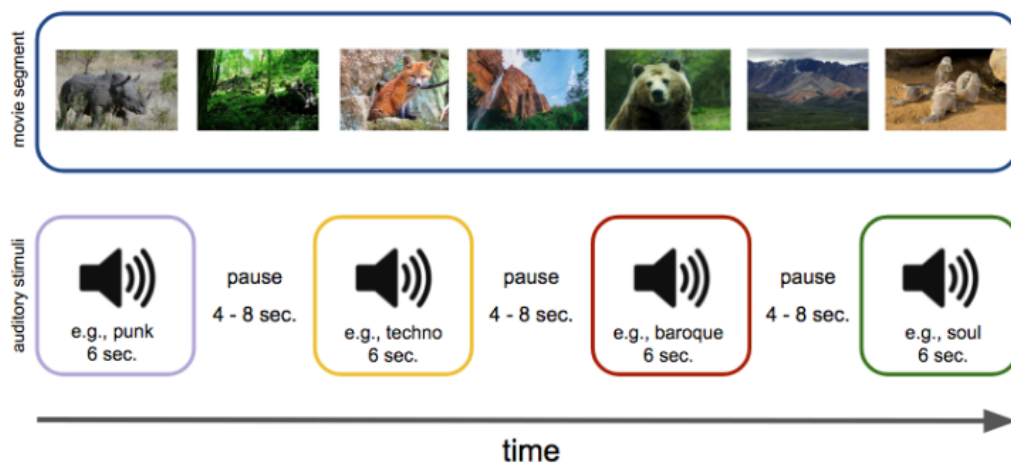 movie segment
auditory stimuli
e.g., punk
6 sec.
pause
4 - 8 sec.
e.g., techno
6 sec.
pause
4 - 8 sec.
e.g., baroque
6 sec.
pause
4 - 8 sec.
e.g., soul
6 sec.
time